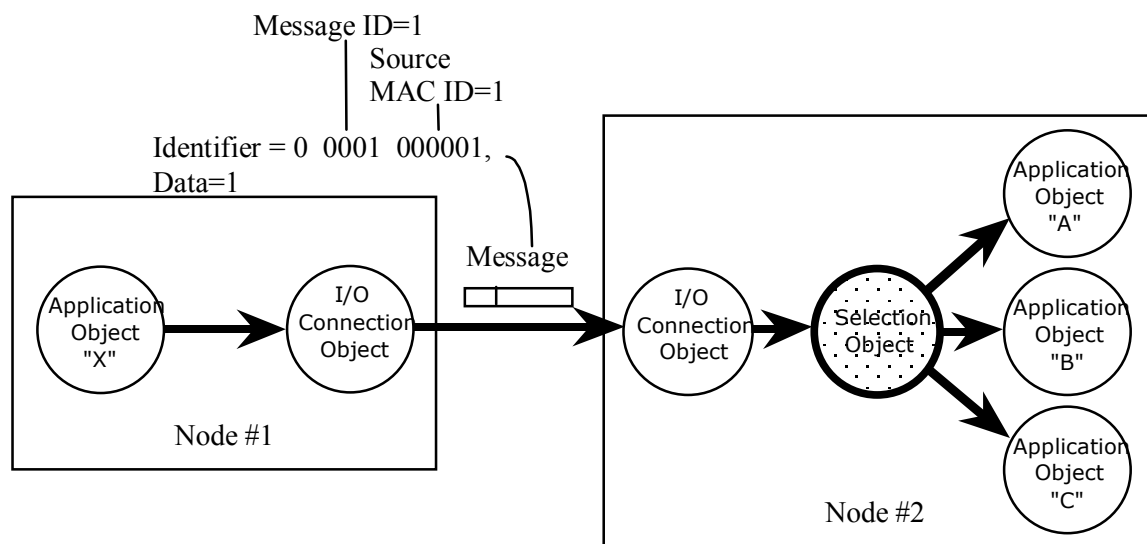 Message ID=1
Source
MAC ID=1
Identifier = 0 0001 000001,
Data=1
Message
Application
Object
"X"
I/O
Connection
Object
Node #1
I/O
Connection
Object
Selection
Object
Application
Object
"A"
Application
Object
"B"
Application
Object
"C"
Node #2